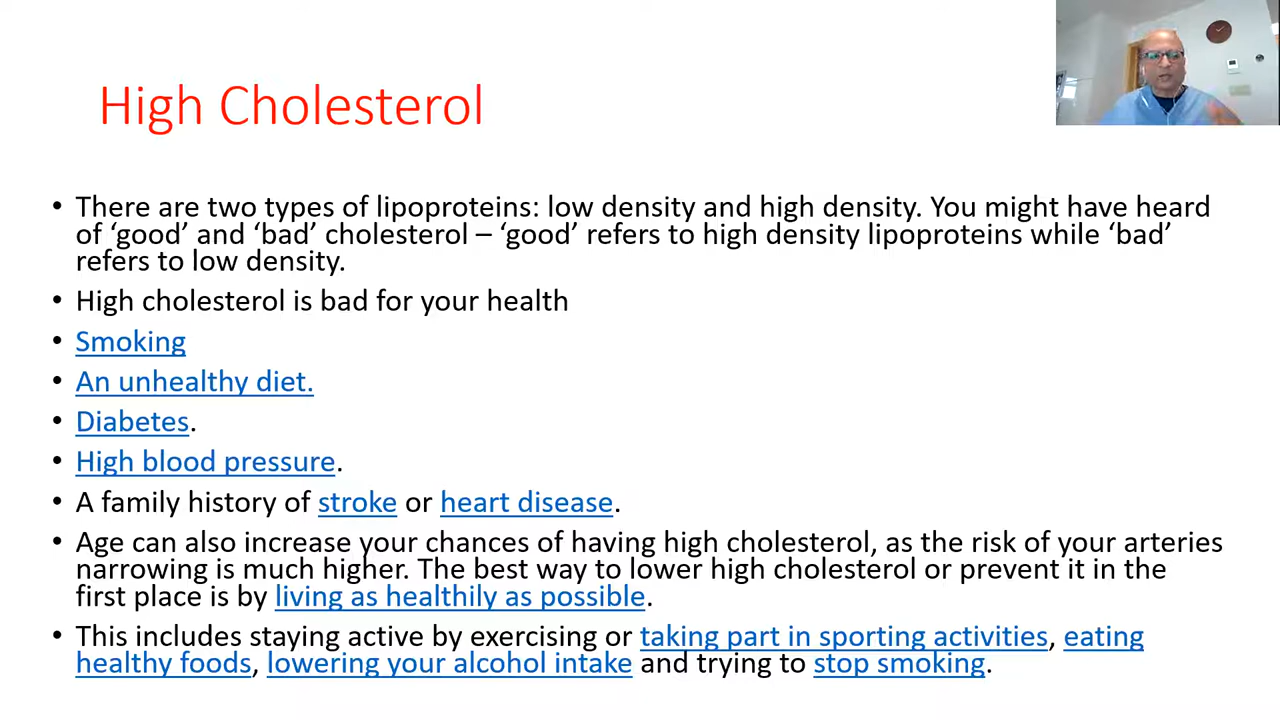 High Cholesterol
• There are two types of lipoproteins: low density and high density. You might have heard
of ‘good’ and ‘bad’ cholesterol – ‘good’ refers to high density lipoproteins while ‘bad’
refers to low density.
• High cholesterol is bad for your health
• Smoking
• An unhealthy diet.
• Diabetes.
• High blood pressure.
• A family history of stroke or heart disease.
• Age can also increase your chances of having high cholesterol, as the risk of your arteries
narrowing is much higher. The best way to lower high cholesterol or prevent it in the
first place is by living as healthily as possible.
• This includes staying active by exercising or taking part in sporting activities, eating
healthy foods, lowering your alcohol intake and trying to stop smoking.